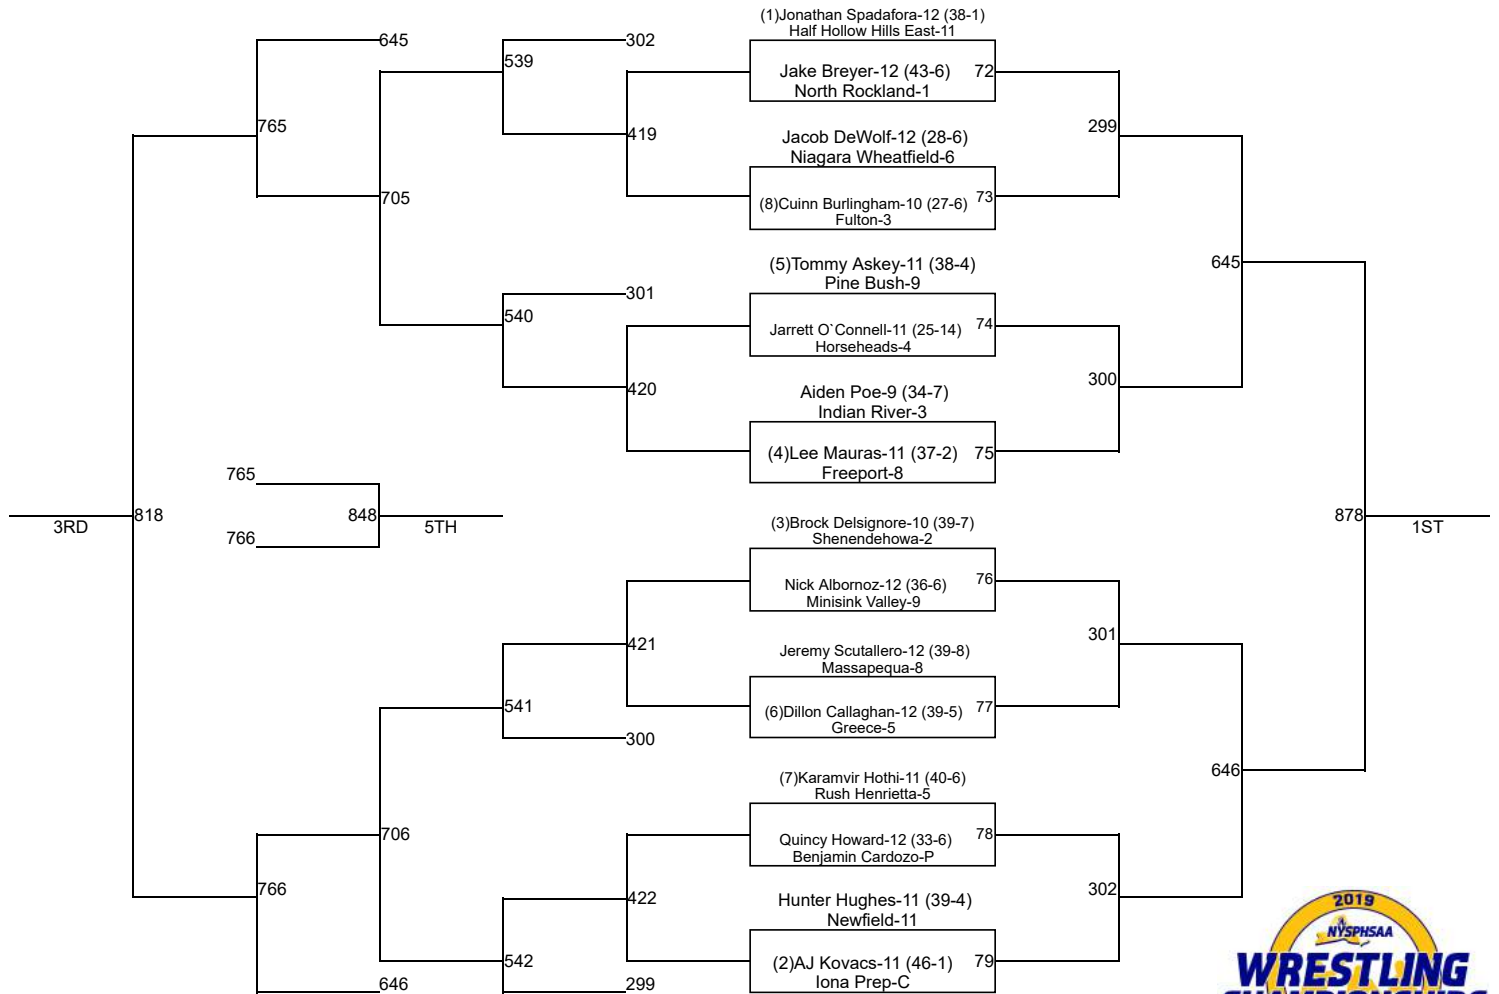 (1)Jonathan Spadafora-12 (38-1)
Half Hollow Hills East-11
645
302
539
Jake Breyer-12 (43-6)
72
North Rockland-1
765
419
299
Jacob DeWolf-12 (28-6)
Niagara Wheatfield-6
705
(8)Cuinn Burlingham-10 (27-6)
73
Fulton-3
(5)Tommy Askey-11 (38-4)
645
Pine Bush-9
301
540
Jarrett O`Connell-11 (25-14)
74
Horseheads-4
420
300
Aiden Poe-9 (34-7)
Indian River-3
(4)Lee Mauras-11 (37-2)
75
Freeport-8
765
3RD
818
848
5TH
878
1ST
766
(3)Brock Delsignore-10 (39-7)
Shenendehowa-2
Nick Albornoz-12 (36-6)
76
Minisink Valley-9
421
301
Jeremy Scutallero-12 (39-8)
Massapequa-8
541
(6)Dillon Callaghan-12 (39-5)
77
Greece-5
300
646
(7)Karamvir Hothi-11 (40-6)
Rush Henrietta-5
706
Quincy Howard-12 (33-6)
78
Benjamin Cardozo-P
766
422
302
Hunter Hughes-11 (39-4)
Newfield-11
542
(2)AJ Kovacs-11 (46-1)
79
Iona Prep-C
646
299
2019
NYSPHSAA
WRESTLING
CHAMPIONSHIPS